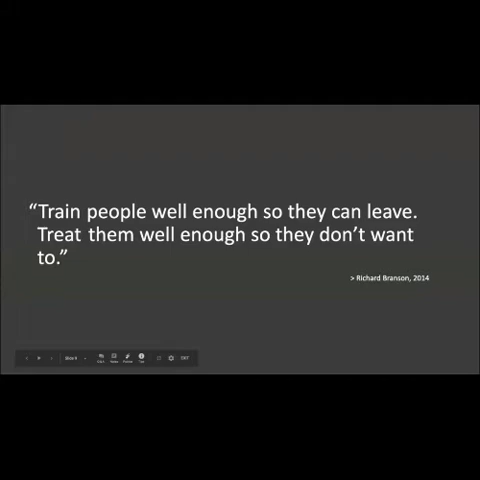 “Train people well enough so they can leave.
Treat them well enough so they don’t want
to.”
> Richard Branson, 2014